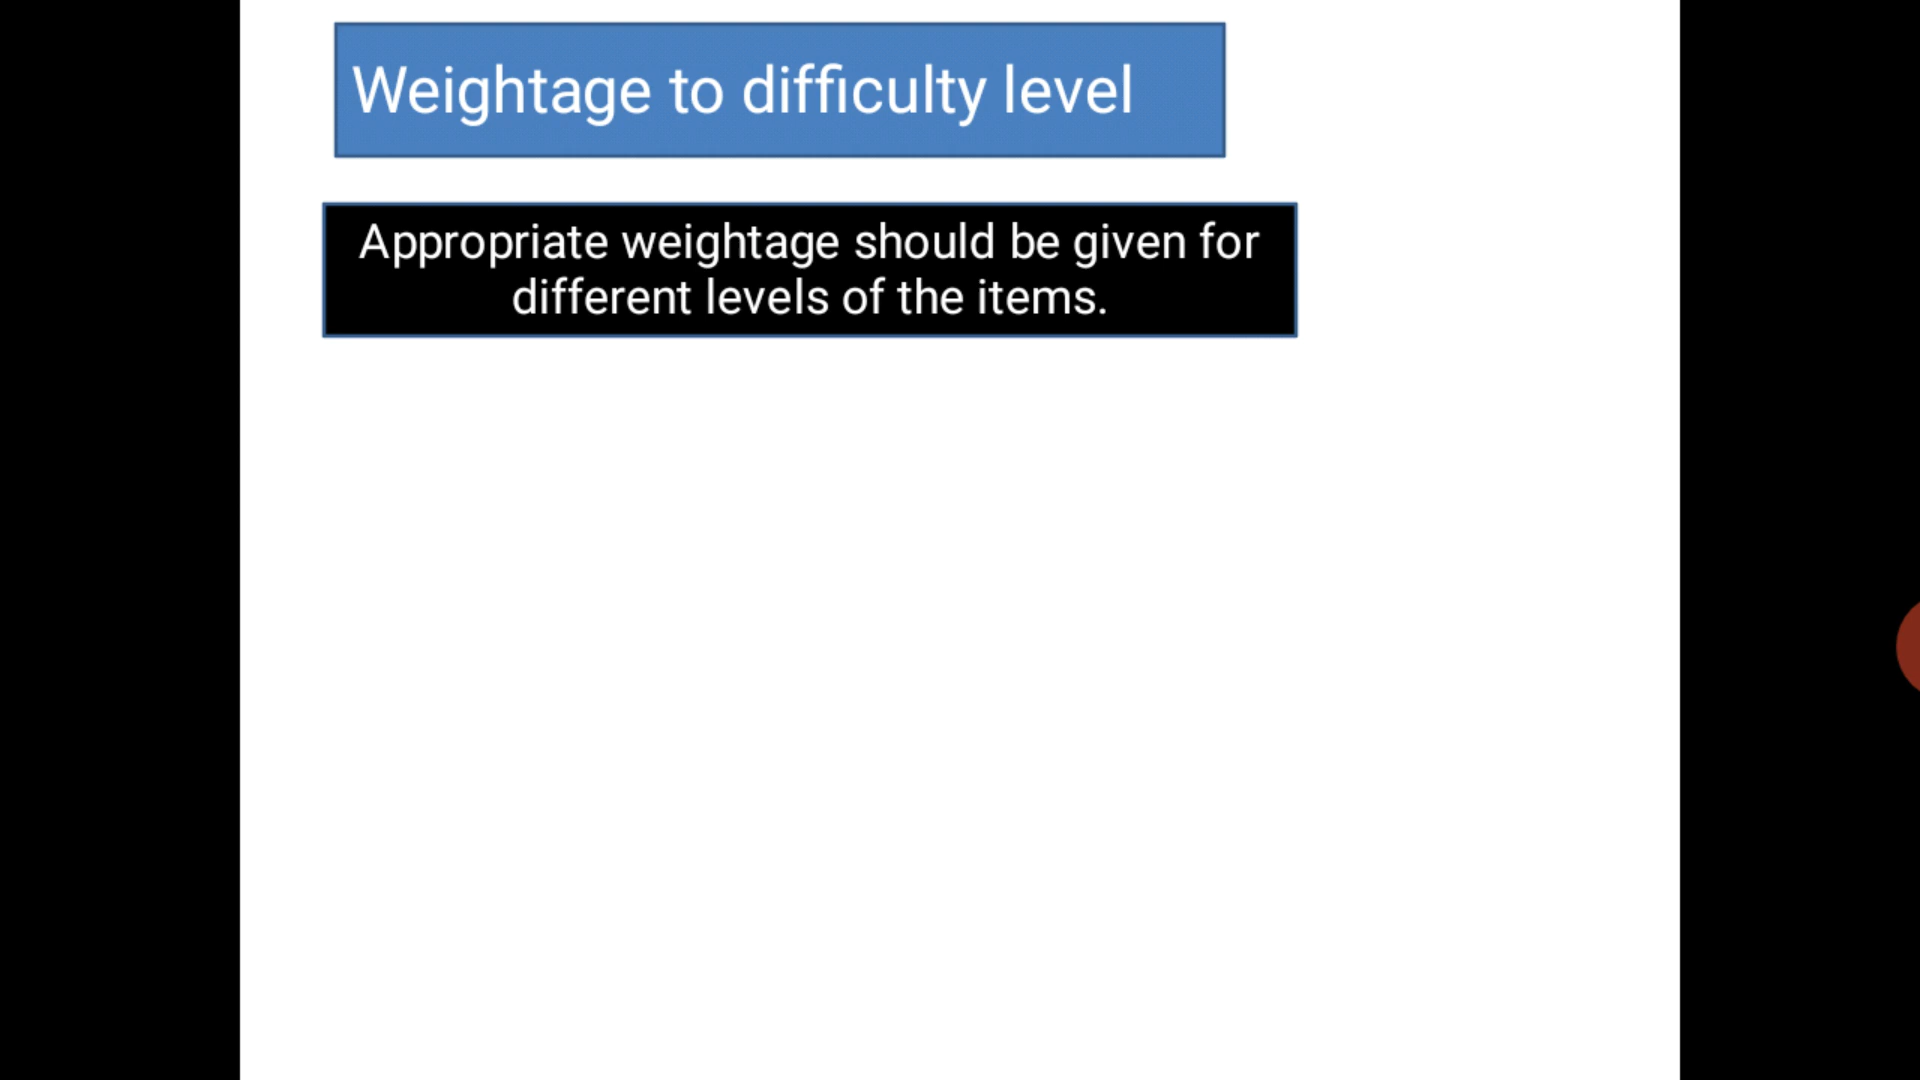 Weightage to difficulty level
Appropriate weightage should be given for
different levels of the items.